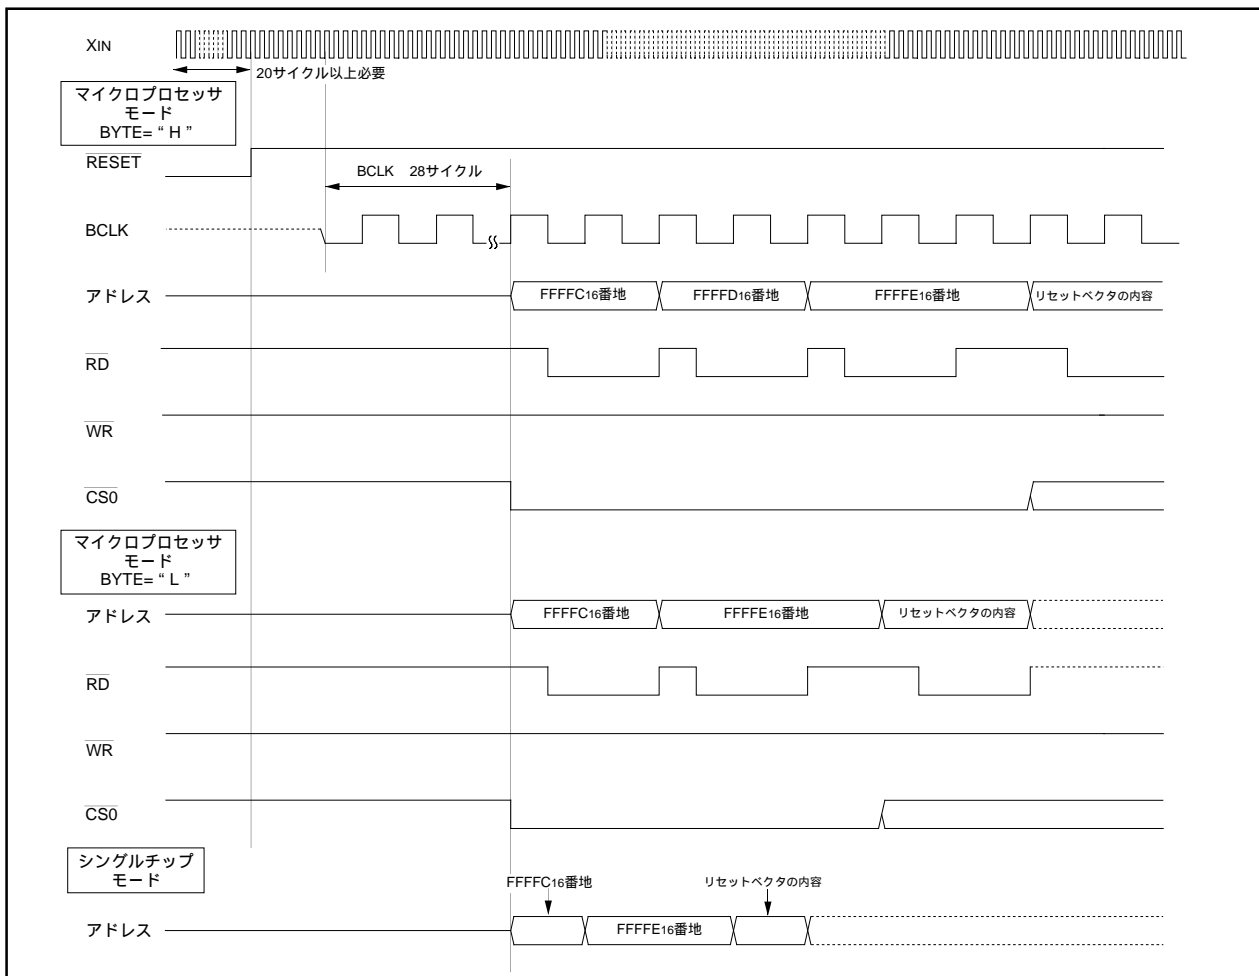 XIN
20サイクル以上必要
マイクロプロセッサ
モード
BYTE= “ H ”
RESET
BCLK 28サイクル
BCLK
アドレス
FFFFC16番地
FFFFD16番地
FFFFE16番地
リセットベクタの内容
RD
WR
CS0
マイクロプロセッサ
モード
BYTE= “ L ”
アドレス
FFFFC16番地
FFFFE16番地
リセットベクタの内容
RD
WR
CS0
シングルチップ
モード
FFFFC16番地
リセットベクタの内容
アドレス
FFFFE16番地